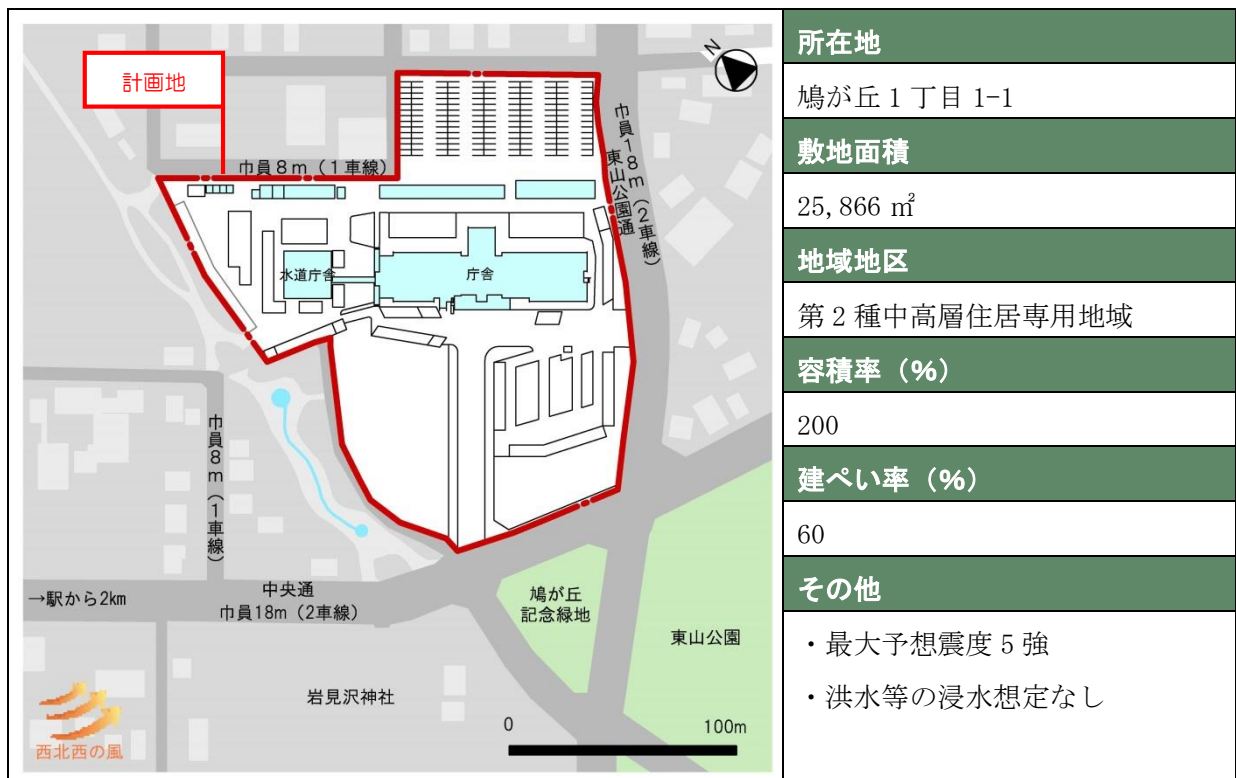 計画地
N
巾員8m（1車線）
巾員18m（2車線）
東山公園通
水道庁舎
庁舎
巾員8m（1車線）
→駅から2km
中央通
巾員18m（2車線）
鳩が丘
記念緑地
東山公園
岩見沢神社
西北西の風
0
100m
所在地
鳩が丘1丁目1-1
敷地面積
25,866 ㎡
地域地区
第2種中高層住居専用地域
容積率（%）
200
建ぺい率（%）
60
その他
・最大予想震度5強
・洪水等の浸水想定なし